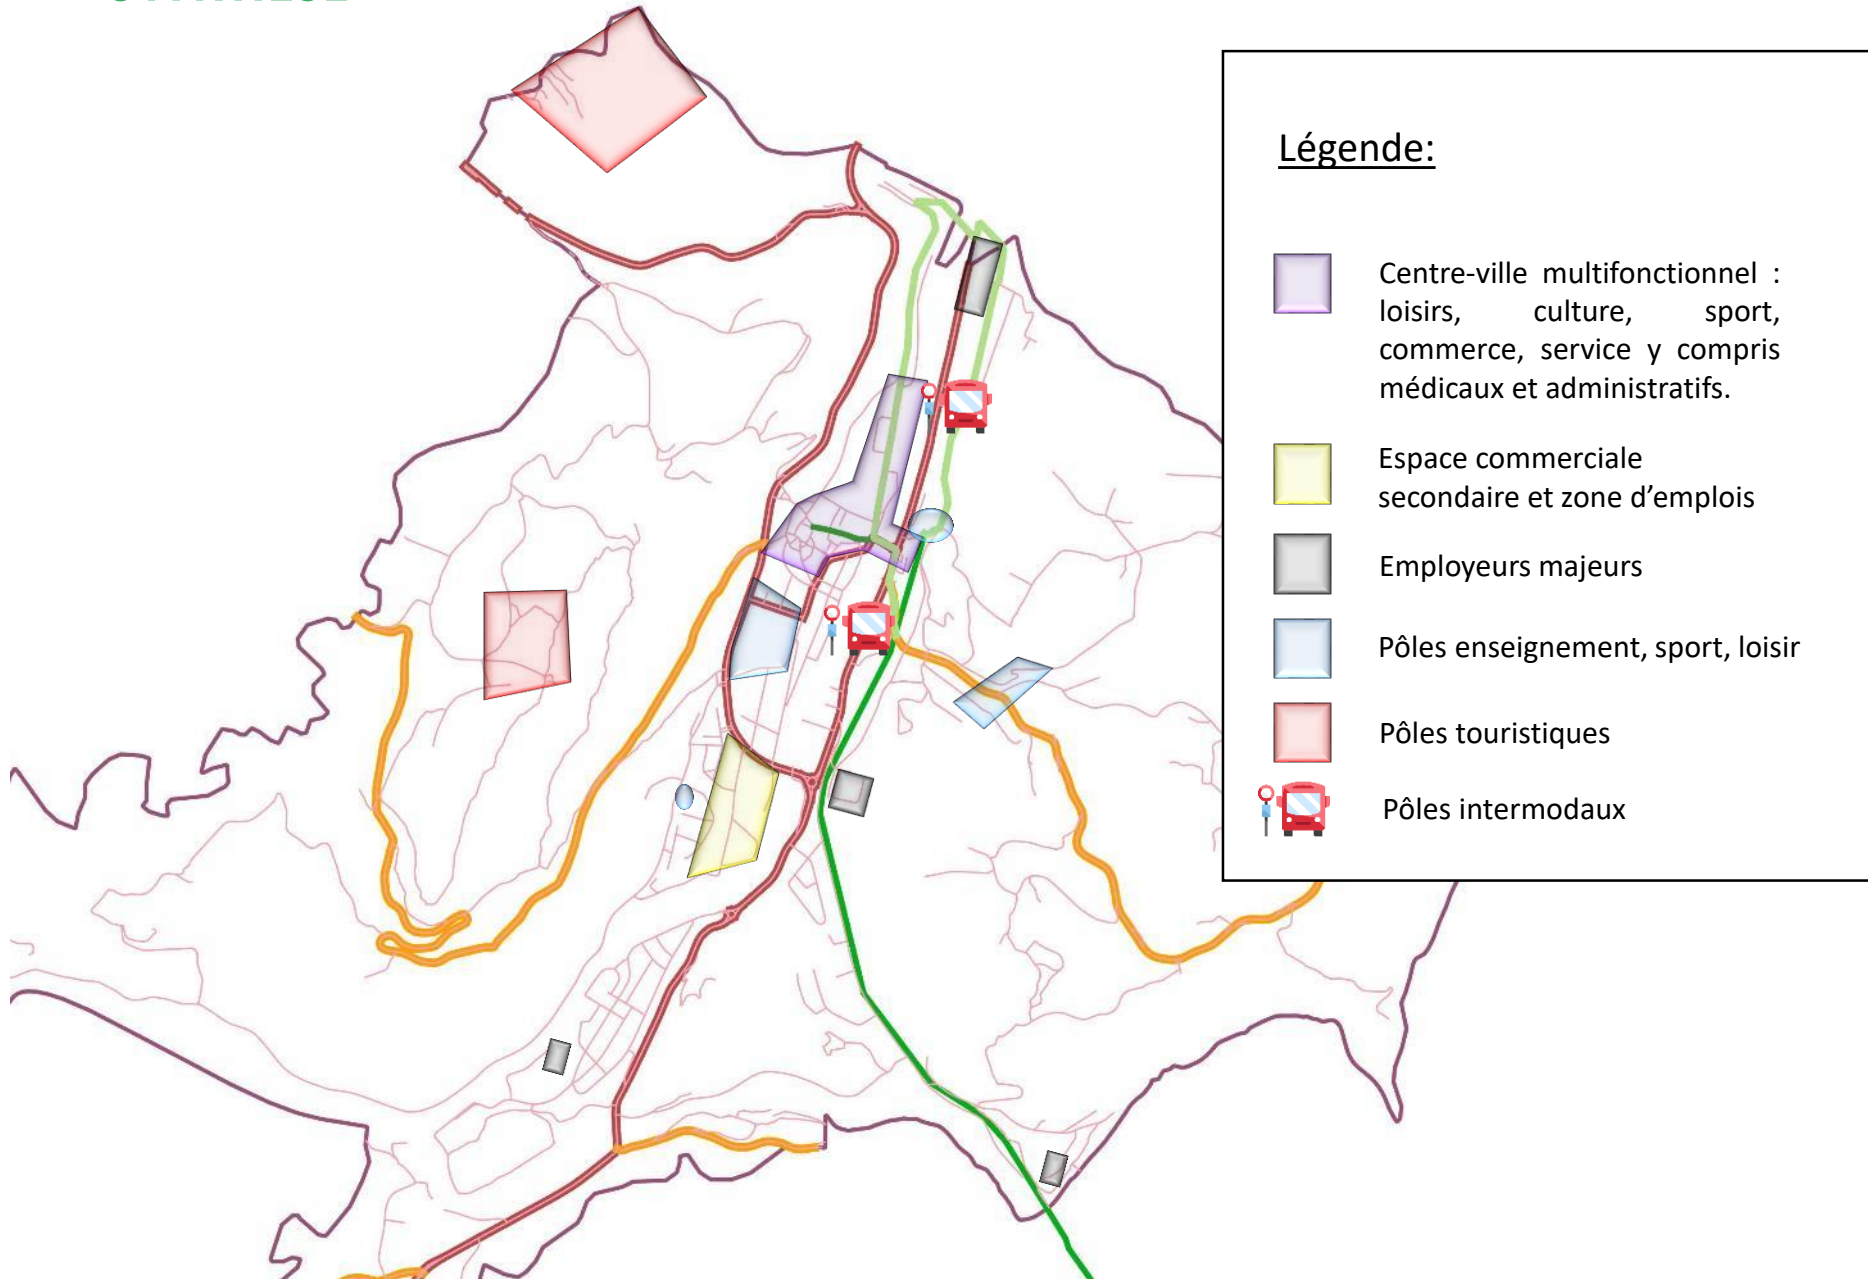 Légende:
Centre-ville multifonctionnel :
loisirs, culture, sport,
commerce, service y compris
médicaux et administratifs.
Espace commerciale
secondaire et zone d’emplois
Employeurs majeurs
Pôles enseignement, sport, loisir
Pôles touristiques
Pôles intermodaux